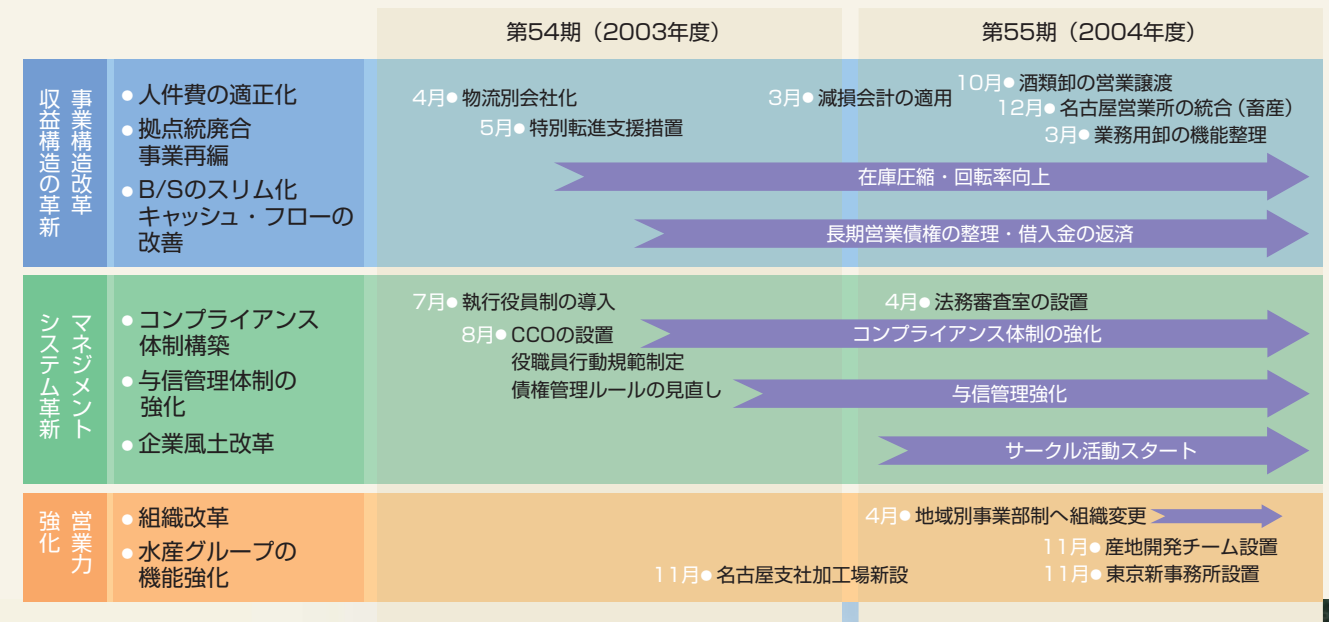 第54期（2003年度）
第55期（2004年度）
事業構造改革
収益構造の革新
●人件費の適正化
●拠点統廃合
事業再編
●B/Sのスリム化
キャッシュ・フローの
改善
4月●物流別会社化
5月●特別転進支援措置
3月●減損会計の適用
10月●酒類卸の営業譲渡
12月●名古屋営業所の統合（畜産）
3月●業務用卸の機能整理
在庫圧縮・回転率向上
長期営業債権の整理・借入金の返済
マネジメント
システム革新
●コンプライアンス
体制構築
●与信管理体制の
強化
●企業風土改革
7月●執行役員制の導入
8月●CCOの設置
役職員行動規範制定
債権管理ルールの見直し
4月●法務審査室の設置
コンプライアンス体制の強化
与信管理強化
サークル活動スタート
営業力
強化
●組織改革
●水産グループの
機能強化
11月●名古屋支社加工場新設
4月●地域別事業部制へ組織変更
11月●産地開発チーム設置
11月●東京新事務所設置